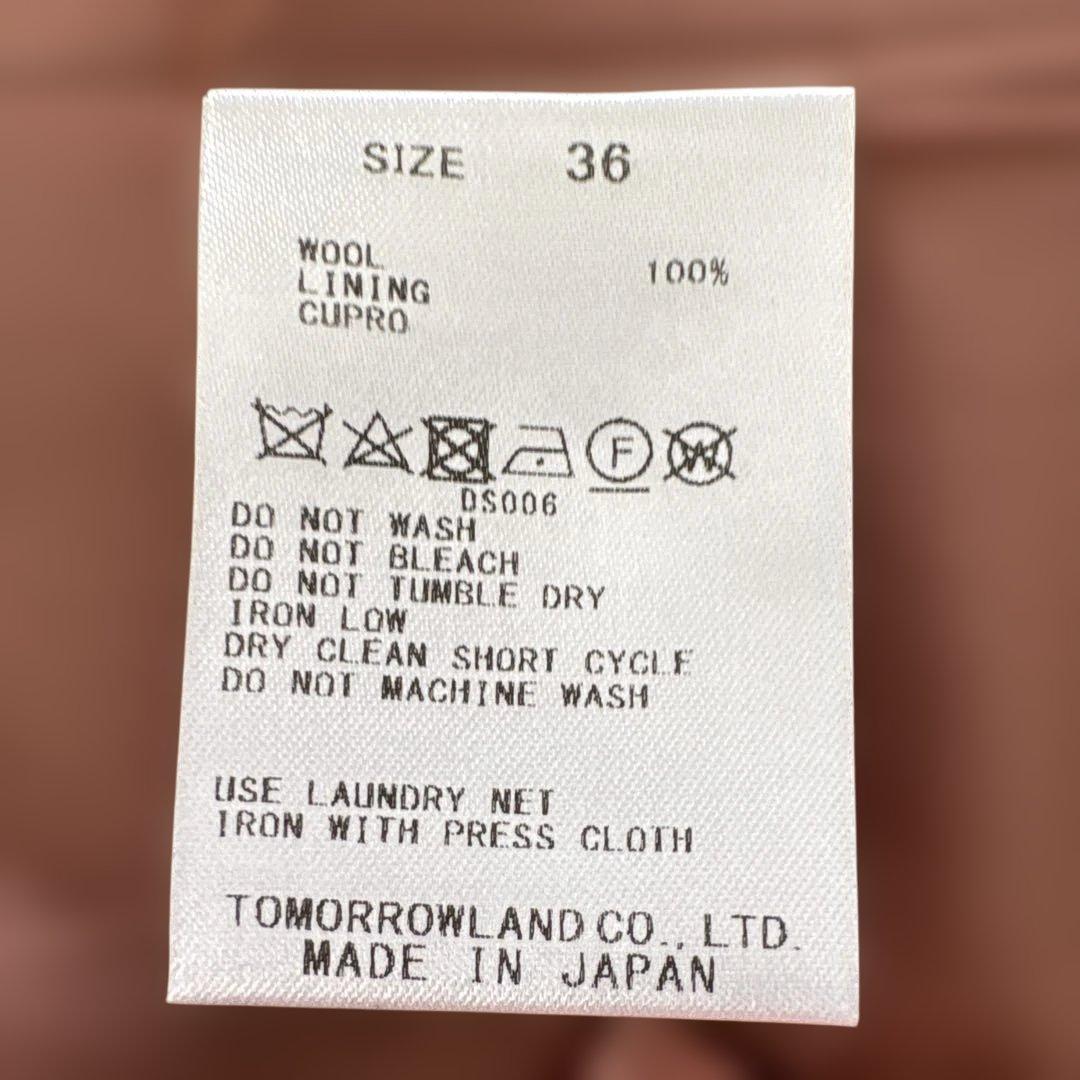 SIZE 36
WOOL 100%
LINING
CUPRO
F W
DS006
DO NOT WASH
DO NOT BLEACH
DO NOT TUMBLE DRY
IRON LOW
DRY CLEAN SHORT CYCLE
DO NOT MACHINE WASH
USE LAUNDRY NET
IRON WITH PRESS CLOTH
TOMORROWLAND CO., LTD.
MADE IN JAPAN